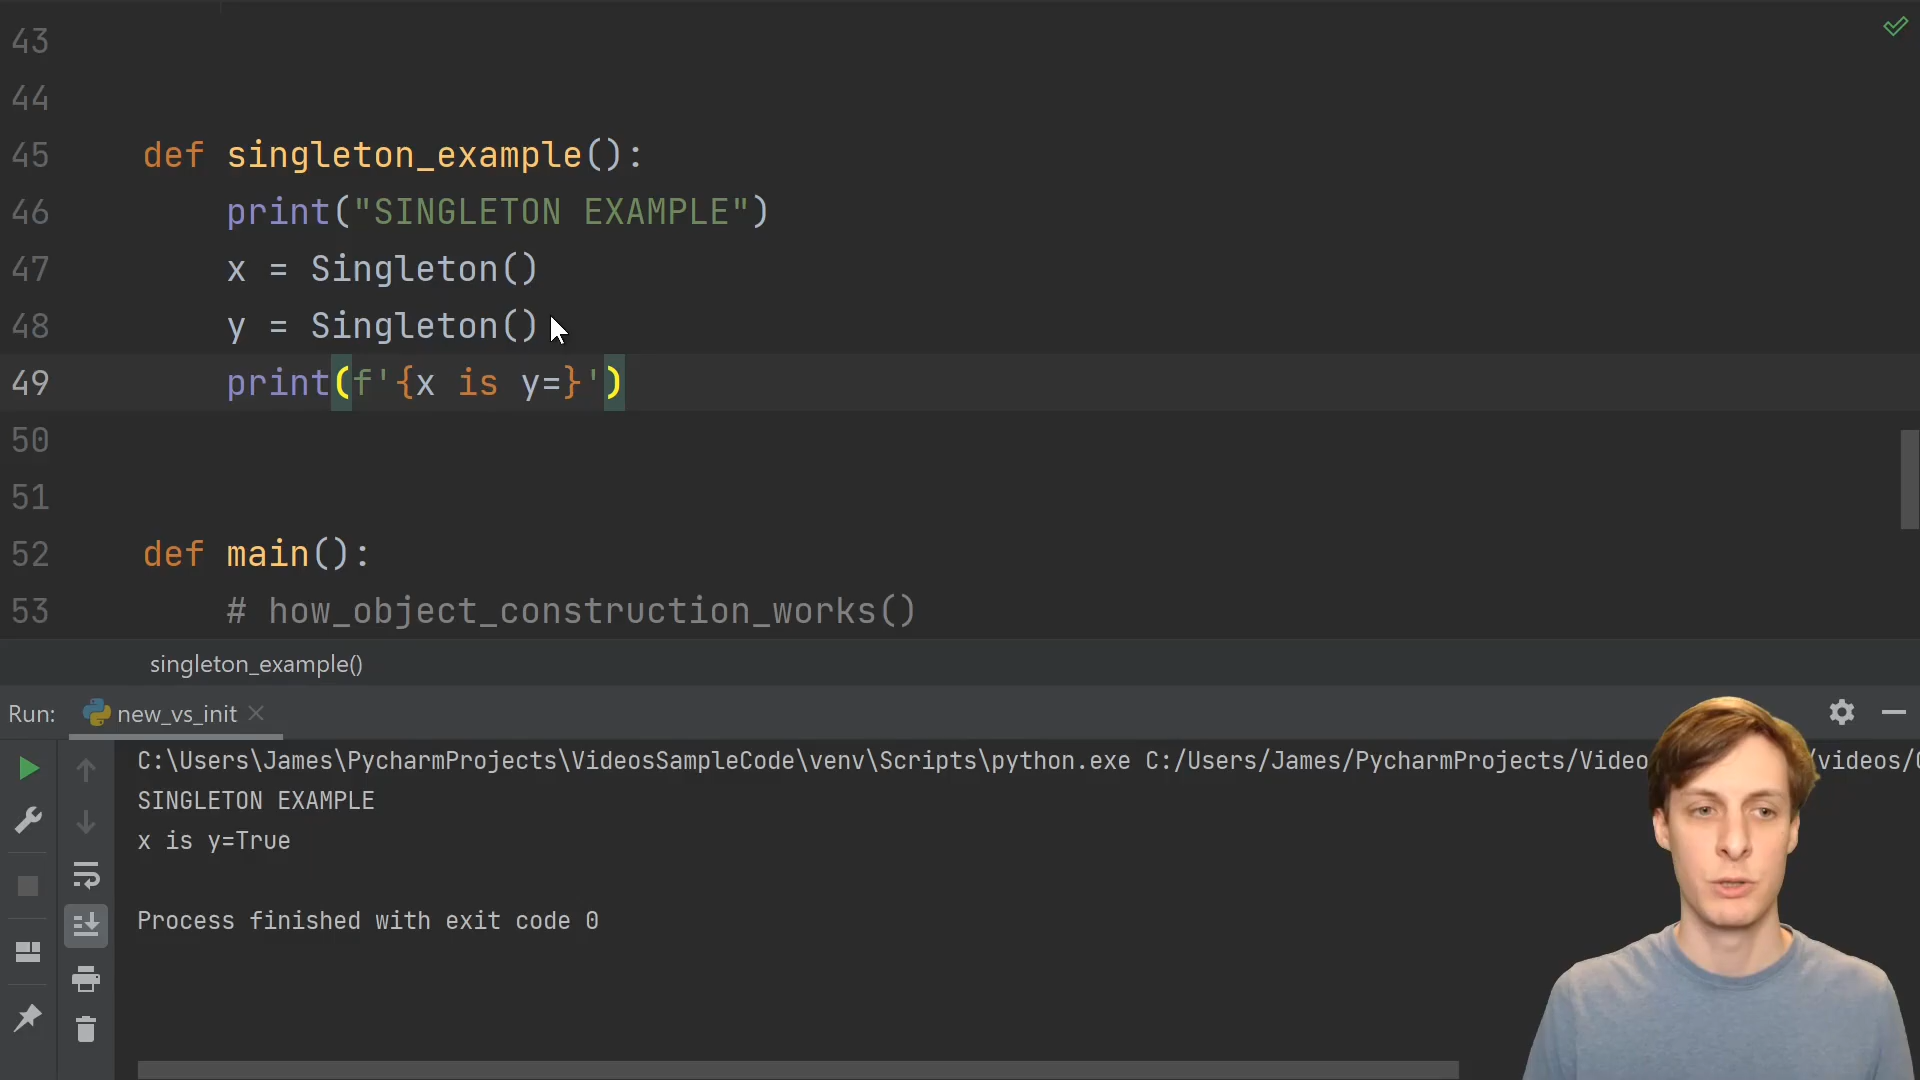 43
44
45 def singleton_example():
46 print("SINGLETON EXAMPLE")
47 x = Singleton()
48 y = Singleton()
49 print(f'{x is y=}')
50
51
52 def main():
53 # how_object_construction_works()
singleton_example()
Run: new_vs_init
C:\Users\James\PycharmProjects\VideosSampleCode\venv\Scripts\python.exe C:/Users/James/PycharmProjects/Video /videos/
SINGLETON EXAMPLE
x is y=True
Process finished with exit code 0